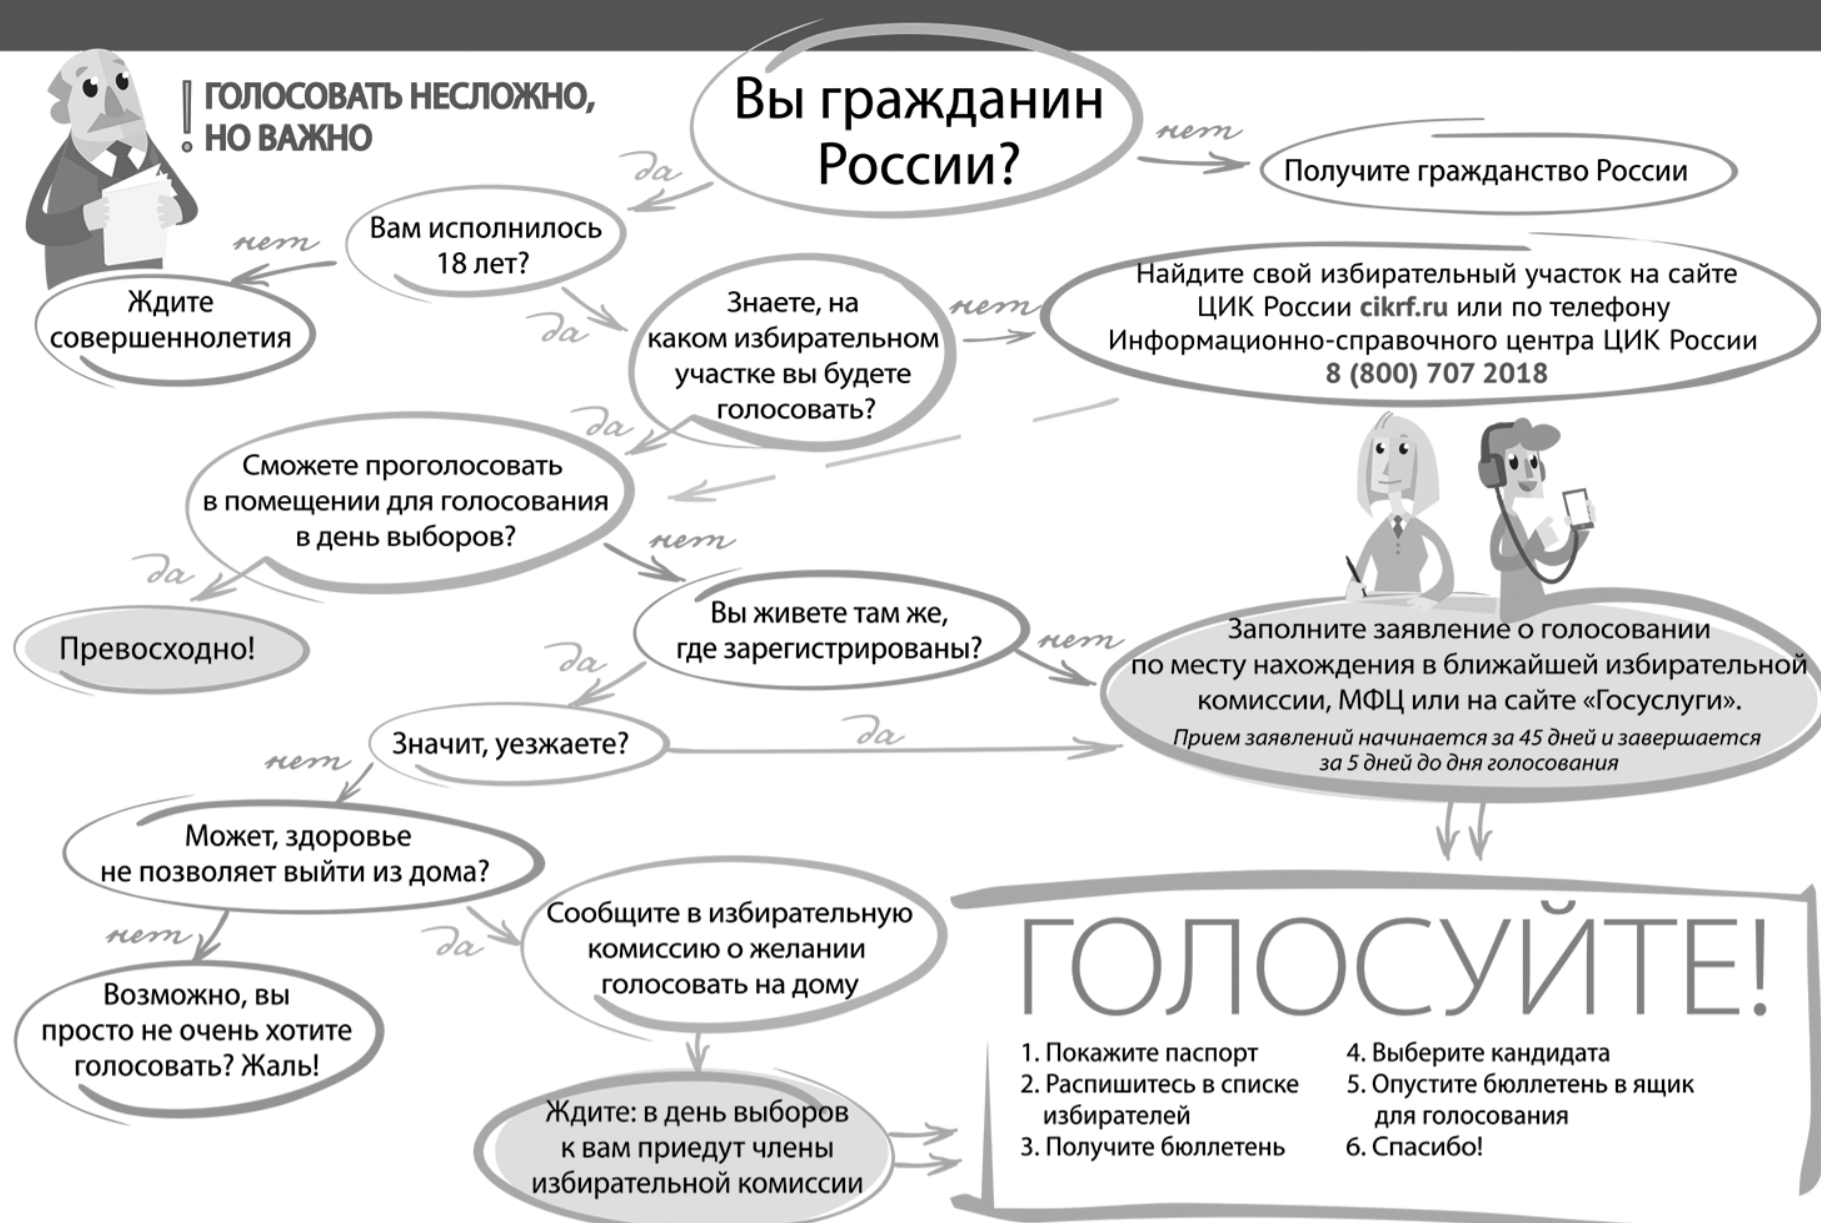 ! ГОЛОСОВАТЬ НЕСЛОЖНО,
НО ВАЖНО
Вы гражданин
России?
нет
Получите гражданство России
да
Вам исполнилось
18 лет?
нет
Ждите
совершеннолетия
да
Знаете, на
каком избирательном
участке вы будете
голосовать?
нет
Найдите свой избирательный участок на сайте
ЦИК России cikrf.ru или по телефону
Информационно-справочного центра ЦИК России
8 (800) 707 2018
да
Сможете проголосовать
в помещении для голосования
в день выборов?
да
Превосходно!
нет
Вы живете там же,
где зарегистрированы?
нет
Заполните заявление о голосовании
по месту нахождения в ближайшей избирательной
комиссии, МФЦ или на сайте «Госуслуги».
Прием заявлений начинается за 45 дней и завершается
за 5 дней до дня голосования
да
Значит, уезжаете?
да
нет
Может, здоровье
не позволяет выйти из дома?
нет
Возможно, вы
просто не очень хотите
голосовать? Жаль!
да
Сообщите в избирательную
комиссию о желании
голосовать на дому
Ждите: в день выборов
к вам приедут члены
избирательной комиссии
ГОЛОСУЙТЕ!
1. Покажите паспорт
2. Распишитесь в списке
избирателей
3. Получите бюллетень
4. Выберите кандидата
5. Опустите бюллетень в ящик
для голосования
6. Спасибо!